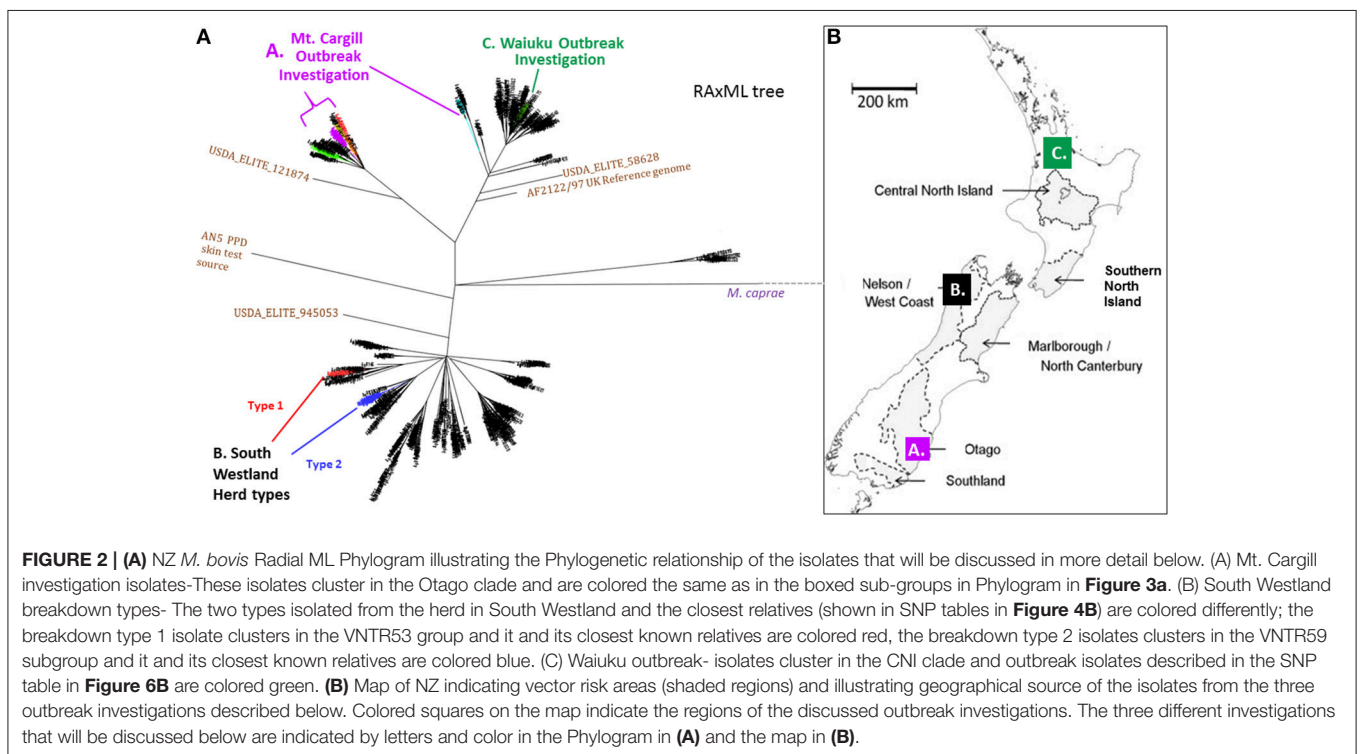 A
A. Mt. Cargill
Outbreak
Investigation
C. Waiuku Outbreak
Investigation
RAxML tree
USDA_ELITE_121874
USDA_ELITE_58628
AF2122/97 UK Reference genome
AN5 PPD
skin test
source
M. caprae
USDA_ELITE_945053
Type 1
B. South
Westland
Herd types
Type 2
B
200 km
C.
Central North Island
Nelson /
West Coast
B.
Southern
North
Island
Marlborough /
North Canterbury
A.
Otago
Southland
FIGURE 2 | (A) NZ M. bovis Radial ML Phylogram illustrating the Phylogenetic relationship of the isolates that will be discussed in more detail below. (A) Mt. Cargill
investigation isolates-These isolates cluster in the Otago clade and are colored the same as in the boxed sub-groups in Phylogram in Figure 3a. (B) South Westland
breakdown types- The two types isolated from the herd in South Westland and the closest relatives (shown in SNP tables in Figure 4B) are colored differently; the
breakdown type 1 isolate clusters in the VNTR53 group and it and its closest known relatives are colored red, the breakdown type 2 isolates clusters in the VNTR59
subgroup and it and its closest known relatives are colored blue. (C) Waiuku outbreak- isolates cluster in the CNI clade and outbreak isolates described in the SNP
table in Figure 6B are colored green. (B) Map of NZ indicating vector risk areas (shaded regions) and illustrating geographical source of the isolates from the three
outbreak investigations described below. Colored squares on the map indicate the regions of the discussed outbreak investigations. The three different investigations
that will be discussed below are indicated by letters and color in the Phylogram in (A) and the map in (B).